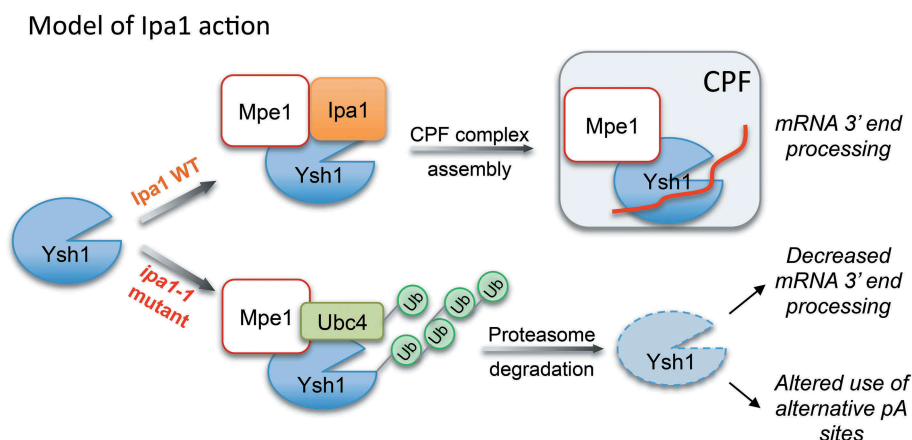 Model of Ipa1 action
Mpe1
Ipa1
Ysh1
Ipa1 WT
CPF complex
assembly
CPF
Mpe1
Ysh1
mRNA 3' end
processing
Ysh1
ipa1-1
mutant
Mpe1
Ubc4
Ysh1
Ub
Ub
Ub
Ub
Ub
Ub
Proteasome
degradation
Ysh1
Decreased
mRNA 3' end
processing
Altered use of
alternative pA
sites